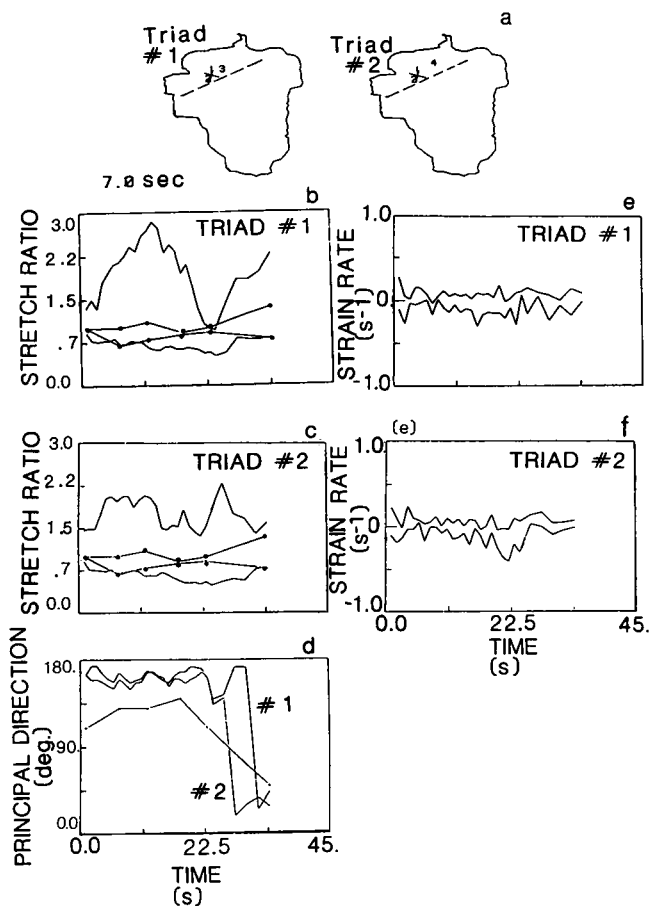 a
Triad
#1
3
2
Triad
#2
4
2
7.0 sec
b
3.0
2.2
1.5
.7
0.0
STRETCH RATIO
TRIAD #1
e
1.0
0
-1.0
STRAIN RATE
(s-1)
TRIAD #1
c
3.0
2.2
1.5
.7
0.0
STRETCH RATIO
TRIAD #2
(e)
f
1.0
0
-1.0
STRAIN RATE
(s-1)
TRIAD #2
0.0
22.5
45.
TIME
(s)
d
180.
90.
0.0
PRINCIPAL DIRECTION
(deg.)
#1
#2
0.0
22.5
45.
TIME
(s)